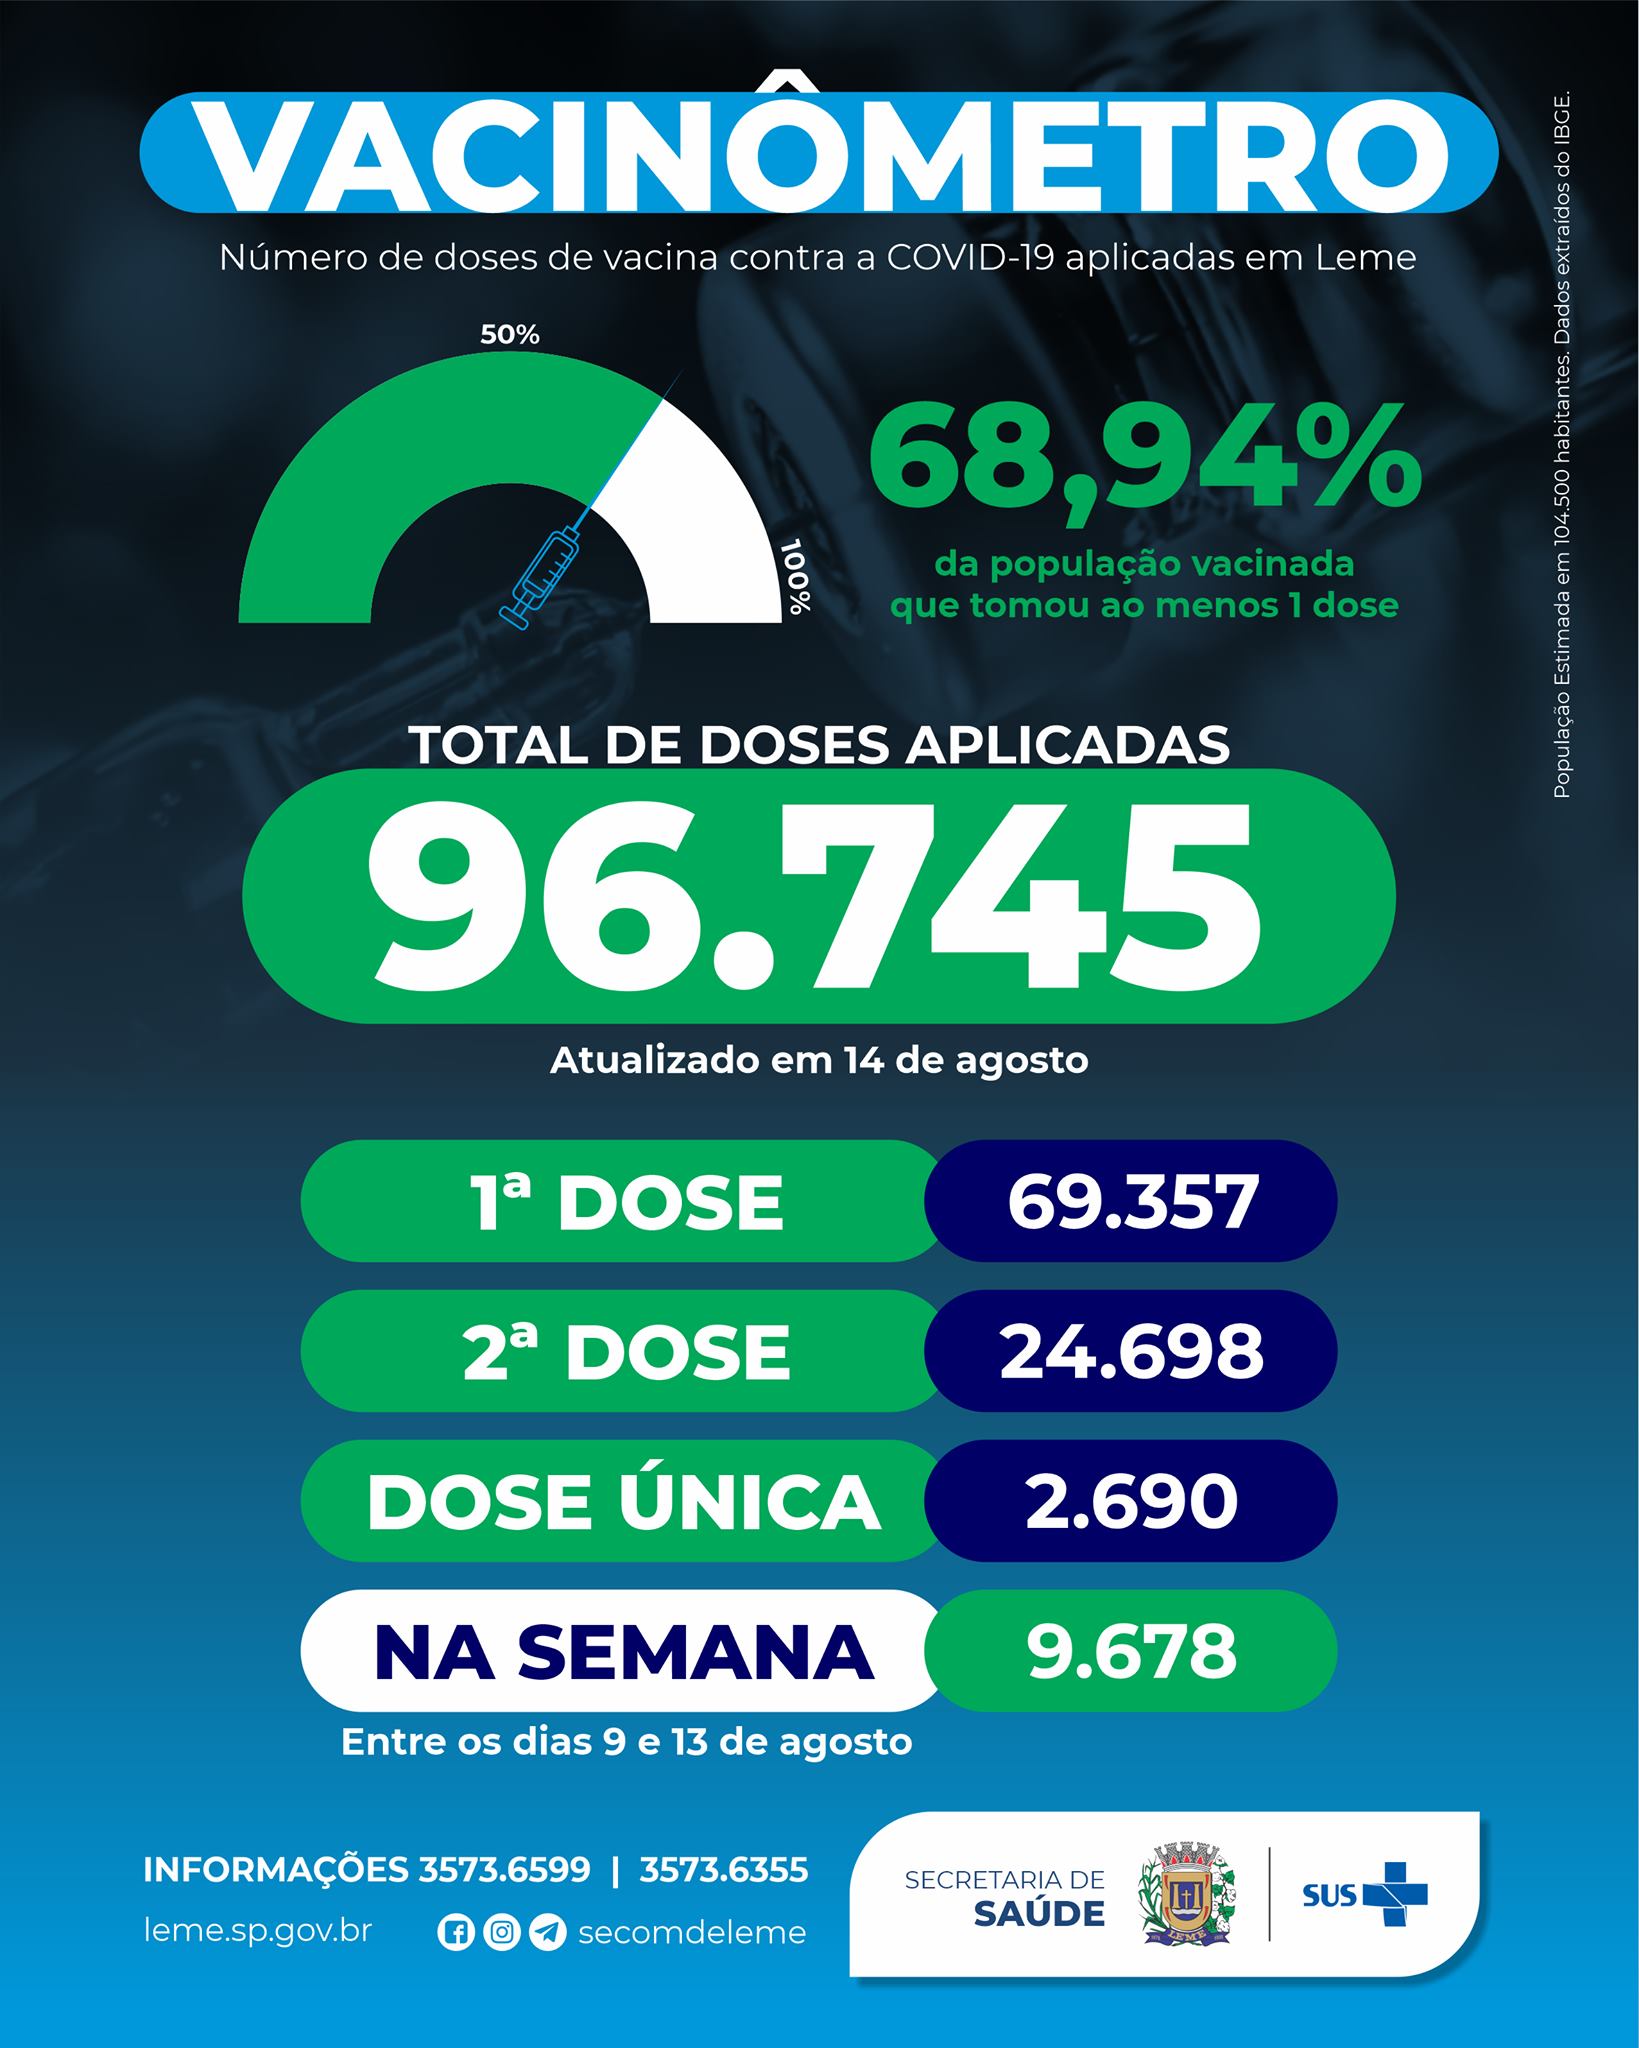 VACINÔMETRO
Número de doses de vacina contra a COVID-19 aplicadas em Leme
50%
100%
68,94%
da população vacinada
que tomou ao menos 1 dose
População Estimada em 104.500 habitantes. Dados extraídos do IBGE.
TOTAL DE DOSES APLICADAS
96.745
Atualizado em 14 de agosto
1ª DOSE 69.357
2ª DOSE 24.698
DOSE ÚNICA 2.690
NA SEMANA 9.678
Entre os dias 9 e 13 de agosto
INFORMAÇÕES 3573.6599 | 3573.6355
leme.sp.gov.br secomdeleme
SECRETARIA DE
SAÚDE
LEME
SUS